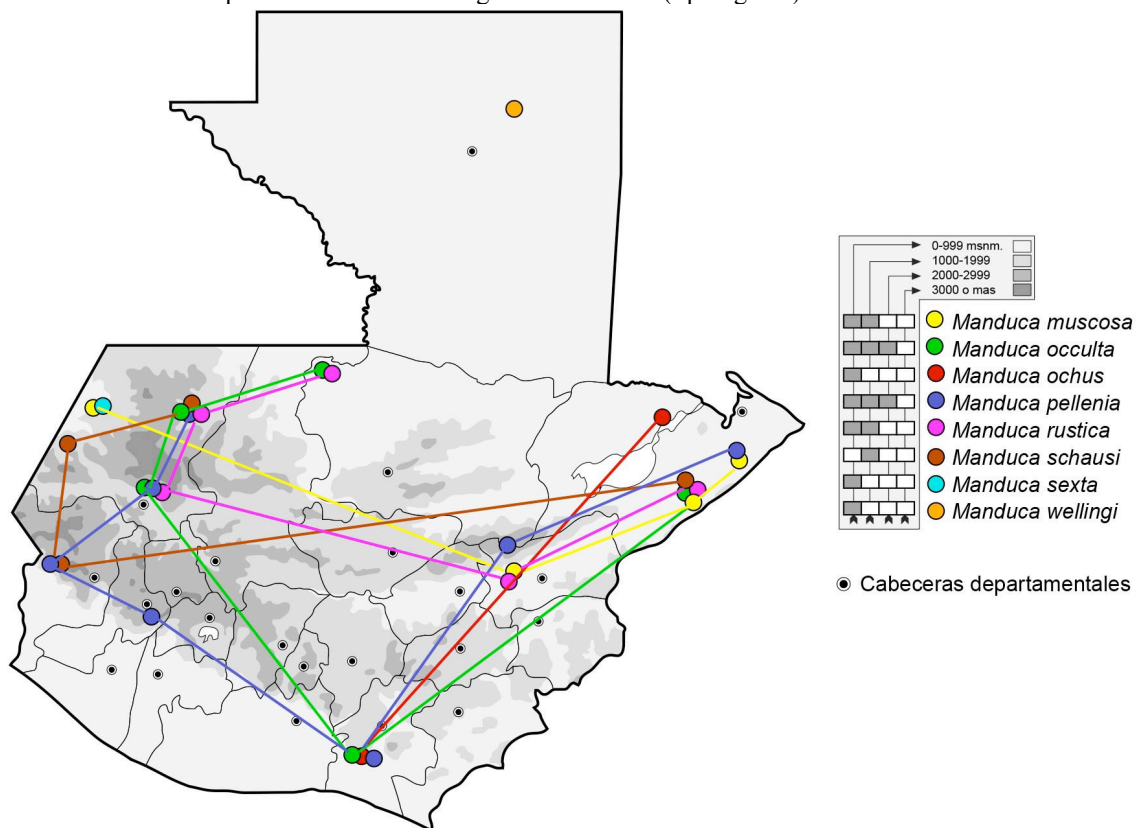 0-999 msnm.
1000-1999
2000-2999
3000 o mas
Manduca muscosa
Manduca occulta
Manduca ochus
Manduca pellenia
Manduca rustica
Manduca schausi
Manduca sexta
Manduca wellingi
Cabeceras departamentales